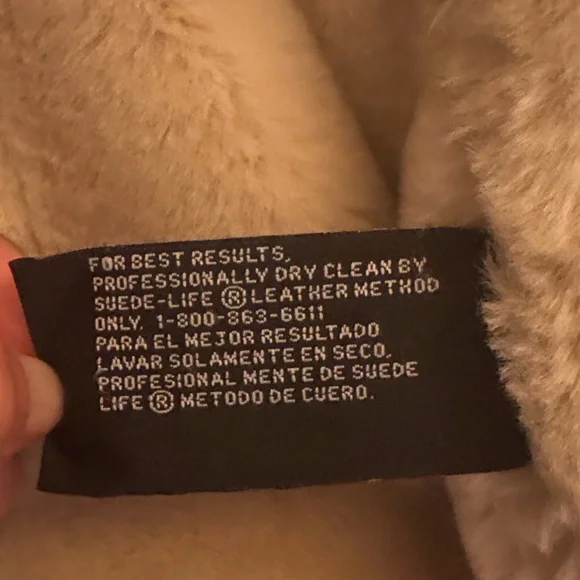 FOR BEST RESULTS,
PROFESSIONALLY DRY CLEAN BY
SUEDE-LIFE ® LEATHER METHOD
ONLY. 1-800-863-6611
PARA EL MEJOR RESULTADO
LAVAR SOLAMENTE EN SECO,
PROFESIONAL MENTE DE SUEDE
LIFE ® METODO DE CUERO.